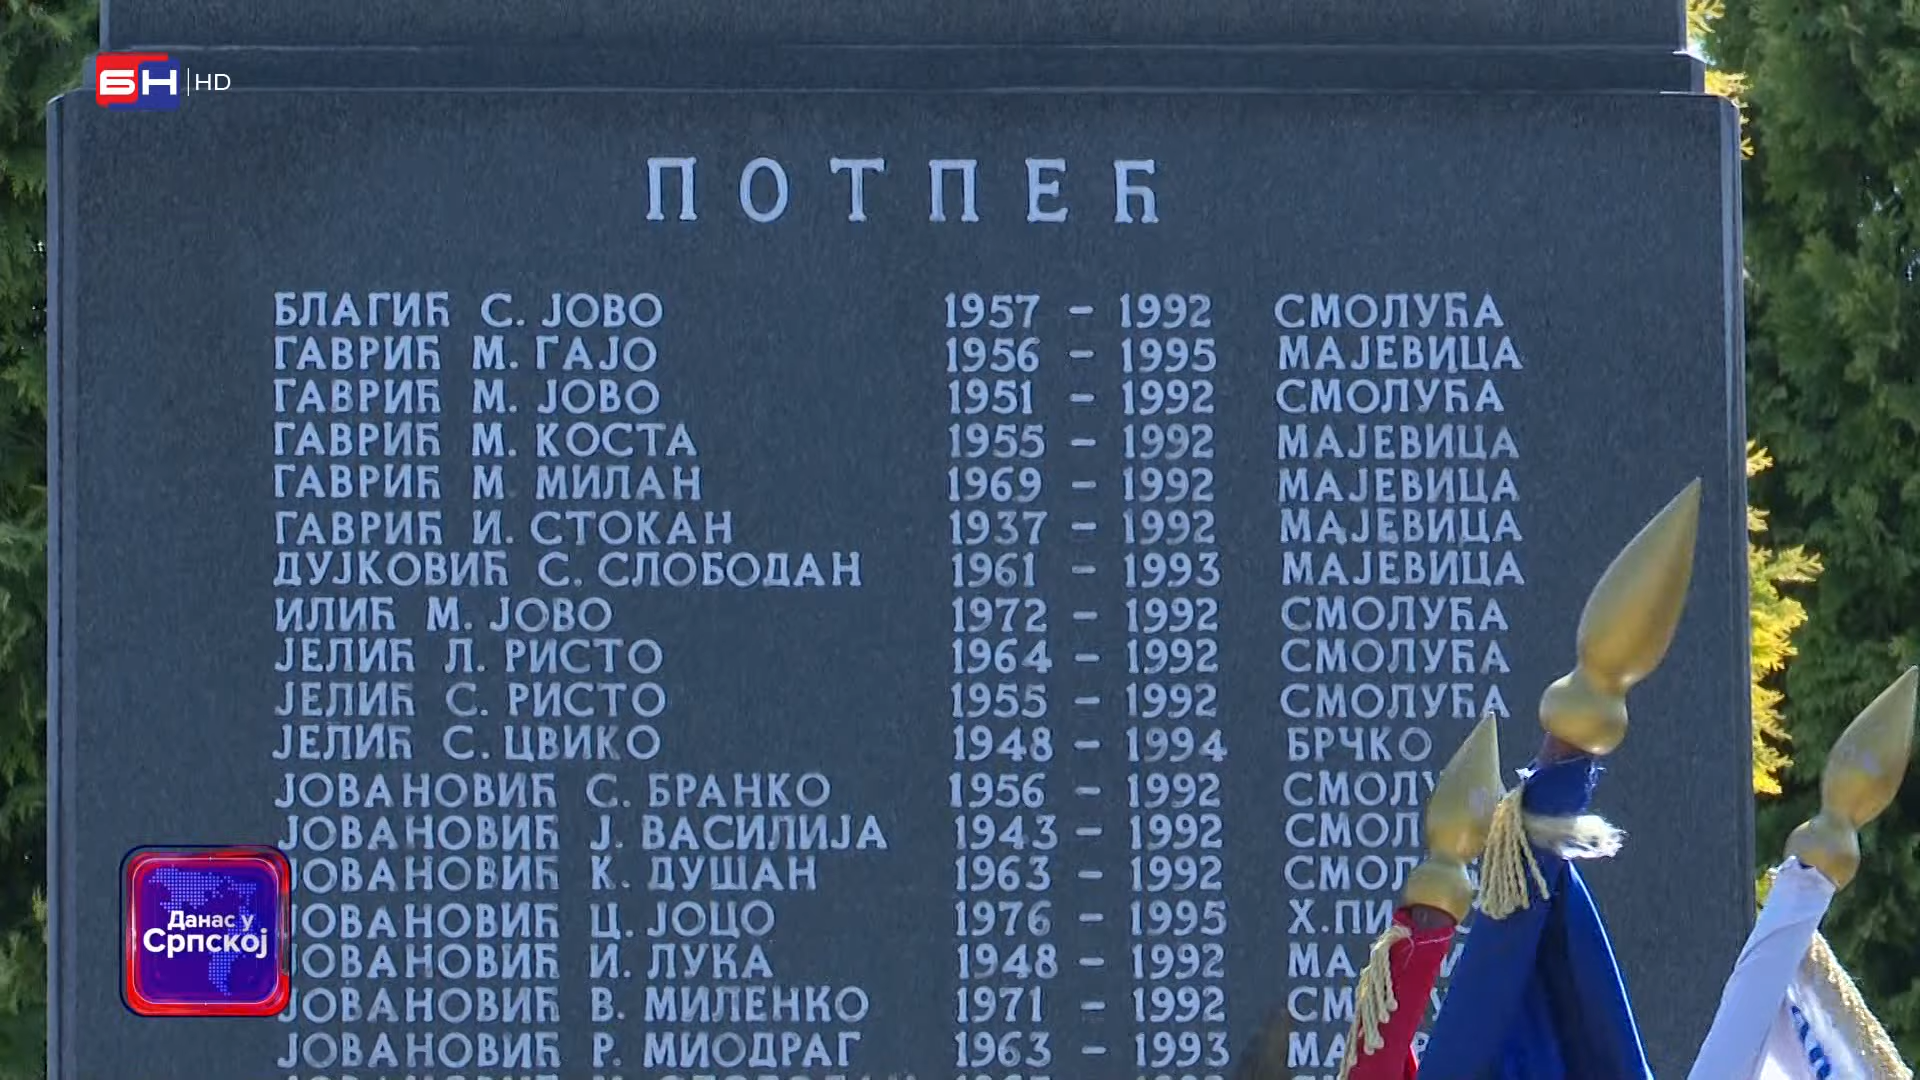 БН HD
ПОТПЕЋ
БЛАГИЋ С. ЈОВО 1957 – 1992 СМОЛУЋА
ГАВРИЋ М. ГАЈО 1956 – 1995 МАЈЕВИЦА
ГАВРИЋ М. ЈОВО 1951 – 1992 СМОЛУЋА
ГАВРИЋ М. КОСТА 1955 – 1992 МАЈЕВИЦА
ГАВРИЋ М. МИЛАН 1969 – 1992 МАЈЕВИЦА
ГАВРИЋ И. СТОКАН 1937 – 1992 МАЈЕВИЦА
ДУЈКОВИЋ С. СЛОБОДАН 1961 – 1993 МАЈЕВИЦА
ИЛИЋ М. ЈОВО 1972 – 1992 СМОЛУЋА
ЈЕЛИЋ Л. РИСТО 1964 – 1992 СМОЛУЋА
ЈЕЛИЋ С. РИСТО 1955 – 1992 СМОЛУЋА
ЈЕЛИЋ С. ЦВИКО 1948 – 1994 БРЧКО
ЈОВАНОВИЋ С. БРАНКО 1956 – 1992
ЈОВАНОВИЋ Ј. ВАСИЛИЈА 1943 – 1992
ЈОВАНОВИЋ К. ДУШАН 1963 – 1992
ЈОВАНОВИЋ Ц. ЈОЦО 1976 – 1995
ЈОВАНОВИЋ И. ЛУКА 1948 – 1992
ЈОВАНОВИЋ В. МИЛЕНКО 1971 – 1992
ЈОВАНОВИЋ Р. МИОДРАГ 1963 – 1993
Данас у
Српској